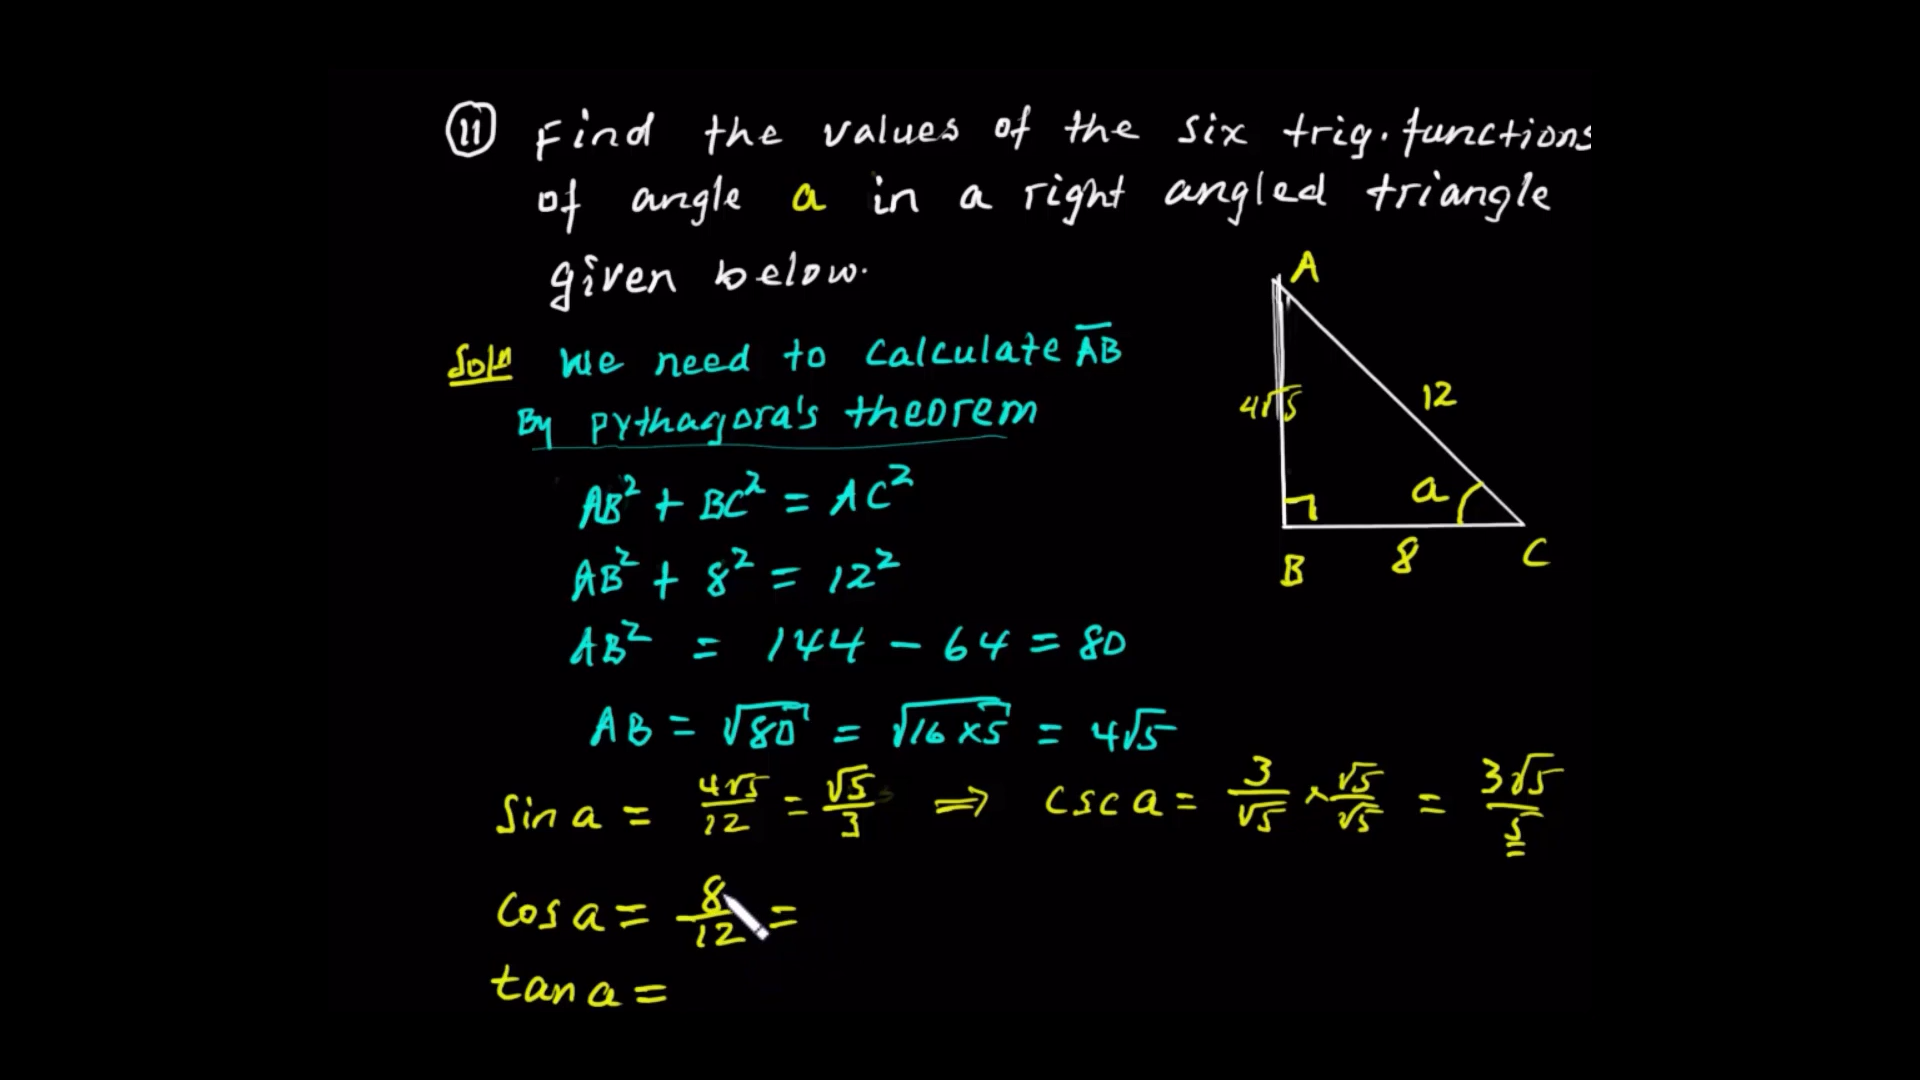 11 Find the values of the six trig. functions
of angle a in a right angled triangle
given below.
A
Soln We need to calculate AB
By pythagora's theorem
4√5
12
AB² + BC² = AC²
a
B
8
C
AB² + 8² = 12²
AB² = 144 - 64 = 80
AB = √80 = √16×5 = 4√5
Sin a = 4√5/12 = √5/3 ⇒ csc a = 3/√5 × √5/√5 = 3√5/5
Cos a = 8/12 =
tan a =